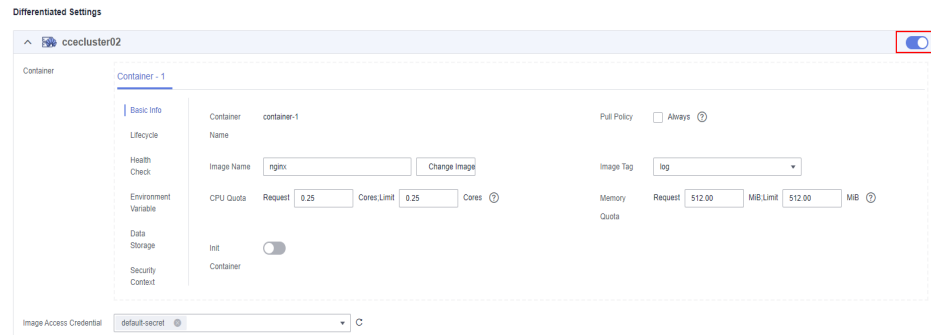 Differentiated Settings
ccecluster02
Container
Container - 1
Basic Info
Lifecycle
Health
Check
Environment
Variable
Data
Storage
Security
Context
Container
Name
container-1
Pull Policy
Always ?
Image Name
nginx
Change Image
Image Tag
log
CPU Quota
Request 0.25 Cores;Limit 0.25 Cores ?
Memory
Quota
Request 512.00 MiB;Limit 512.00 MiB ?
Init
Container
Image Access Credential
default-secret